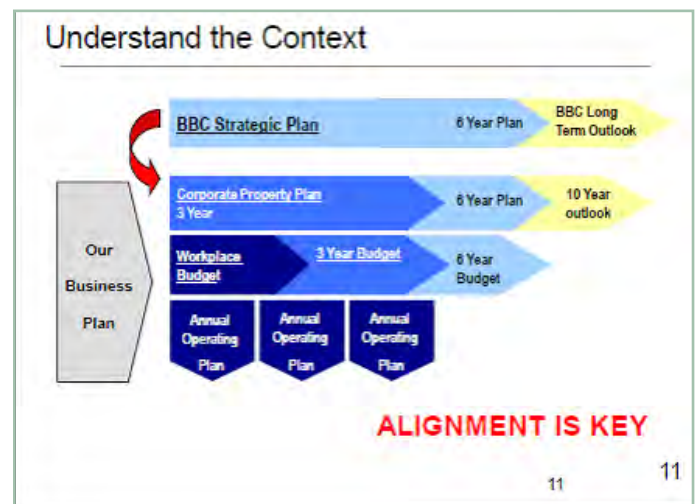 Understand the Context
BBC Strategic Plan
6 Year Plan
BBC Long
Term Outlook
Corporate Property Plan
3 Year
6 Year Plan
10 Year
outlook
Our
Business
Plan
Workplace
Budget
3 Year Budget
6 Year
Budget
Annual
Operating
Plan
Annual
Operating
Plan
Annual
Operating
Plan
ALIGNMENT IS KEY
11
11